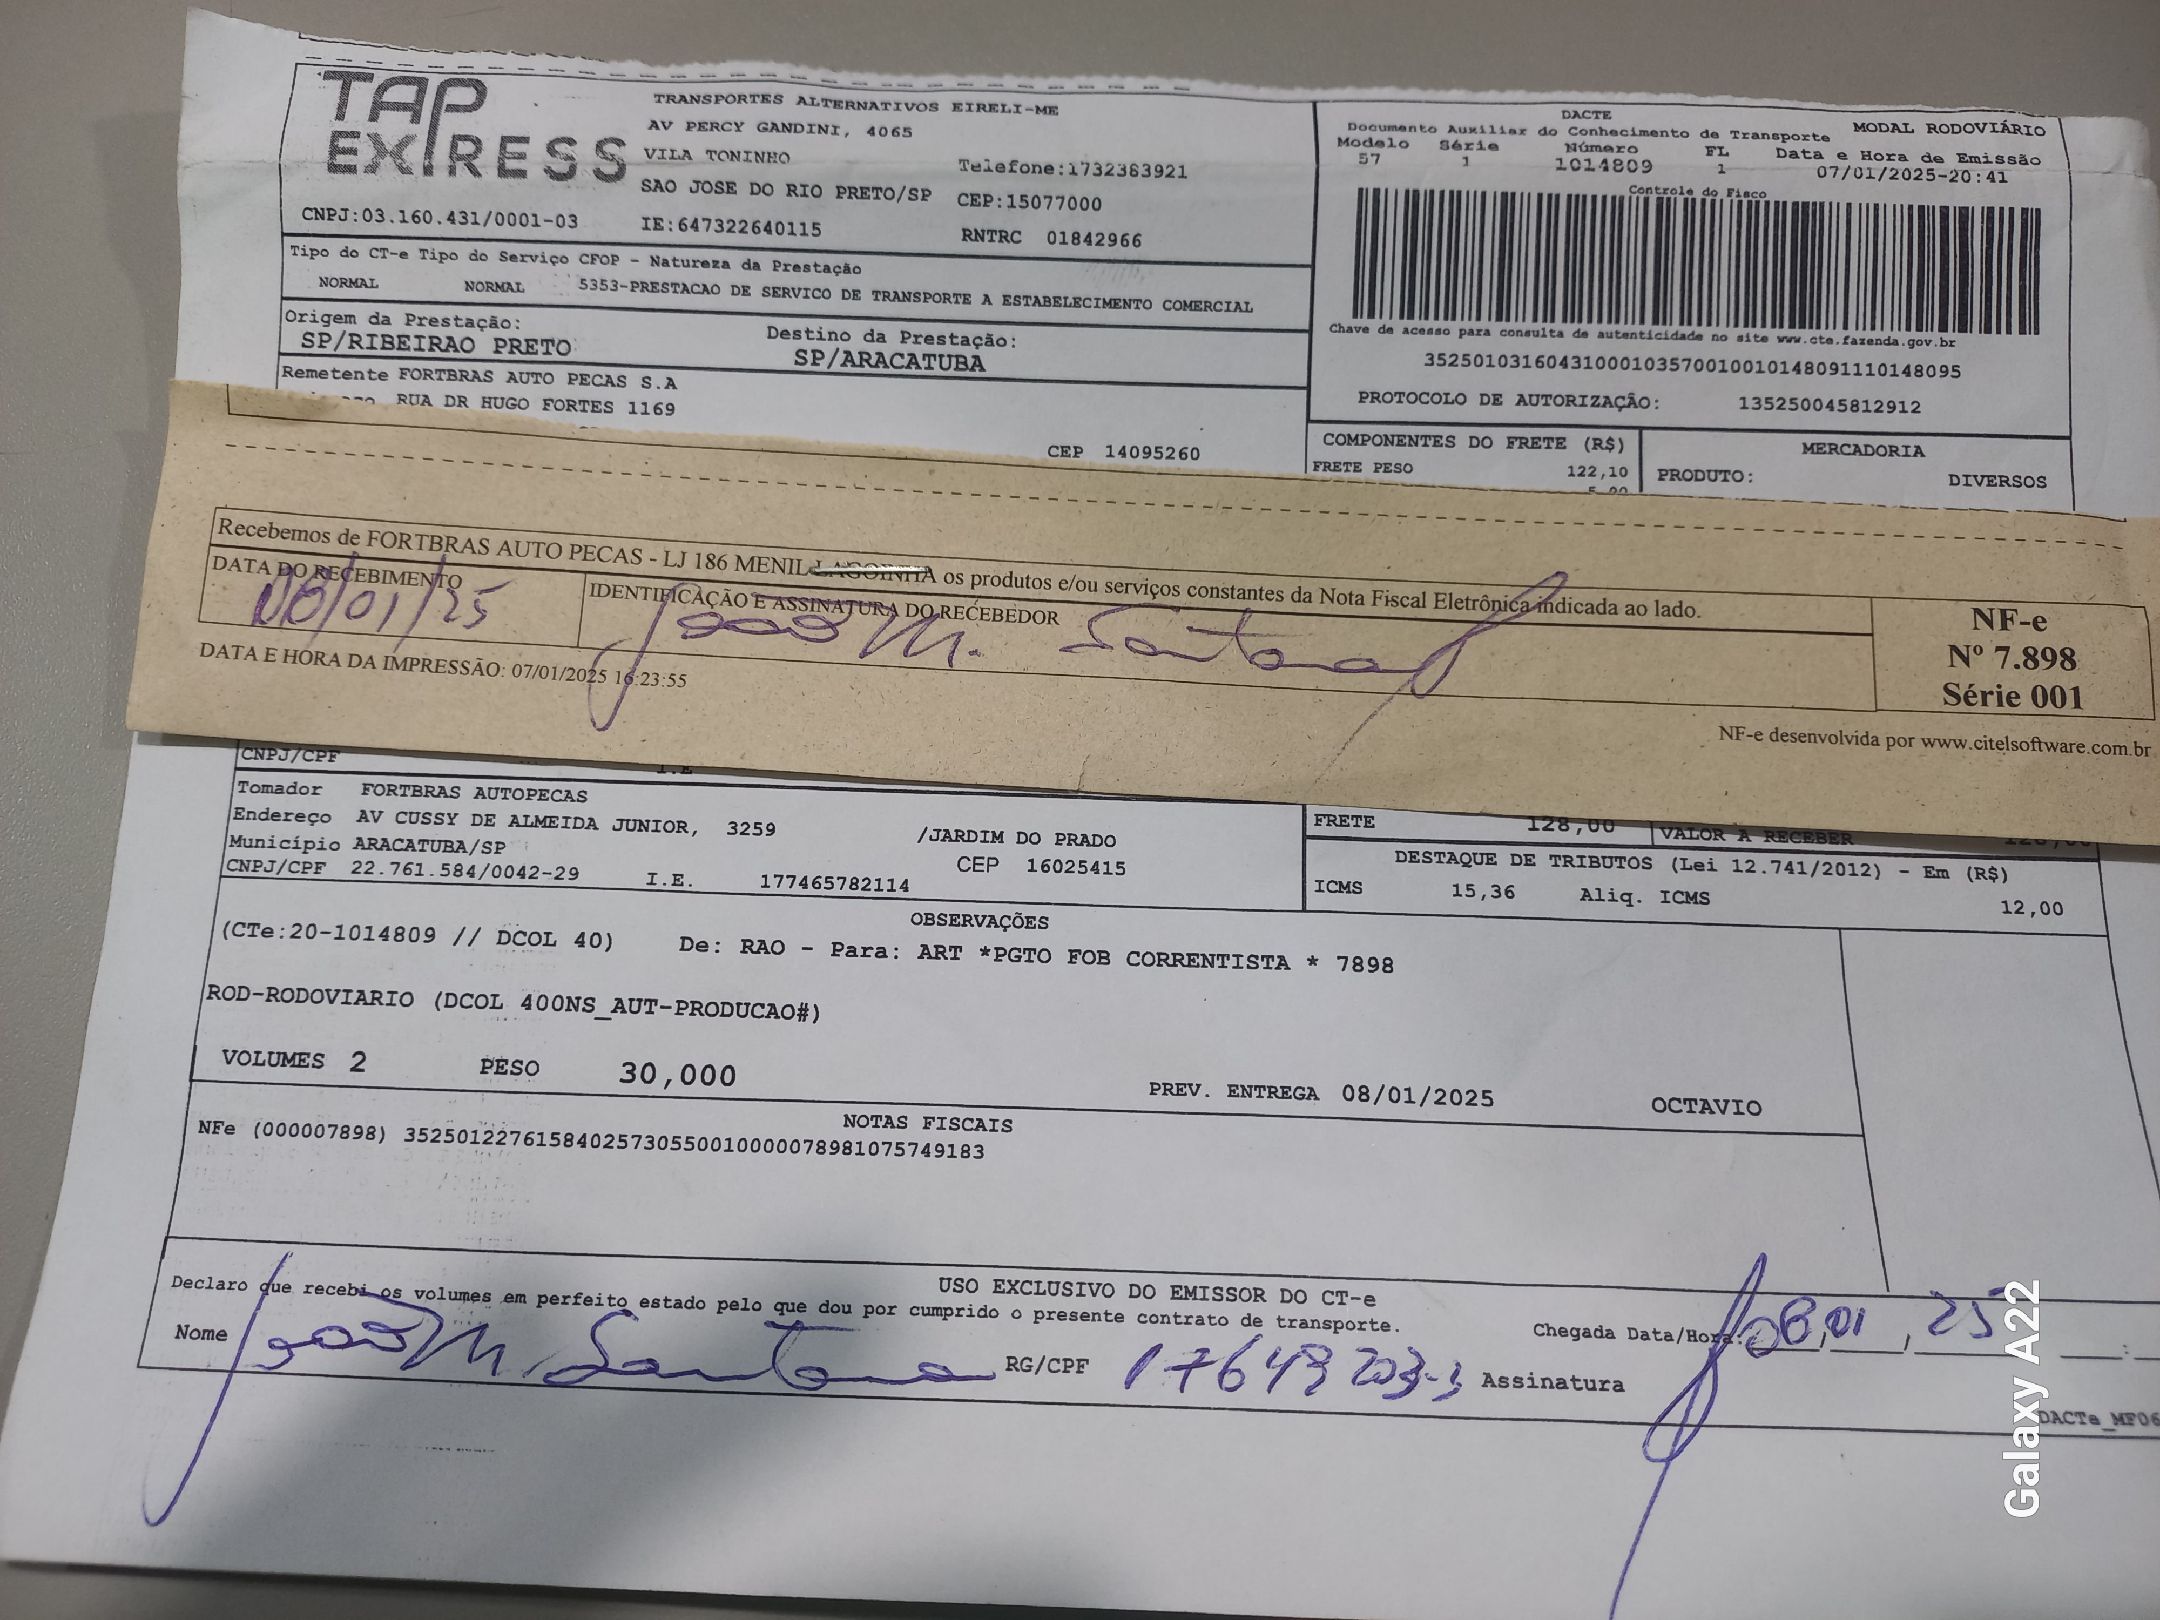 TAP
EXPRESS
TRANSPORTES ALTERNATIVOS EIRELI-ME
AV PERCY GANDINI, 4065
VILA TONINHO
Telefone:1732383921
SAO JOSE DO RIO PRETO/SP CEP:15077000
CNPJ:03.160.431/0001-03 IE:647322640115 RNTRC 01842966
DACTE
Documento Auxiliar do Conhecimento de Transporte MODAL RODOVIÁRIO
Modelo Série Número FL Data e Hora de Emissão
57 1 1014809 1 07/01/2025-20:41
Controle do Fisco
Chave de acesso para consulta de autenticidade no site www.cte.fazenda.gov.br
35250103160431000103570010010148091110148095
PROTOCOLO DE AUTORIZAÇÃO: 135250045812912
Tipo do CT-e Tipo do Serviço CFOP - Natureza da Prestação
NORMAL NORMAL 5353-PRESTACAO DE SERVICO DE TRANSPORTE A ESTABELECIMENTO COMERCIAL
Origem da Prestação: Destino da Prestação:
SP/RIBEIRAO PRETO SP/ARACATUBA
Remetente FORTBRAS AUTO PECAS S.A
RUA DR HUGO FORTES 1169
CEP 14095260
COMPONENTES DO FRETE (R$) MERCADORIA
FRETE PESO 122,10 PRODUTO: DIVERSOS
Recebemos de FORTBRAS AUTO PECAS - LJ 186 MENIL LAGOINHA os produtos e/ou serviços constantes da Nota Fiscal Eletrônica indicada ao lado.
DATA DO RECEBIMENTO IDENTIFICAÇÃO E ASSINATURA DO RECEBEDOR
08/01/25 João M. Santana
DATA E HORA DA IMPRESSÃO: 07/01/2025 16:23:55
NF-e
Nº 7.898
Série 001
NF-e desenvolvida por www.citelsoftware.com.br
CNPJ/CPF I.E
Tomador FORTBRAS AUTOPECAS
Endereço AV CUSSY DE ALMEIDA JUNIOR, 3259 /JARDIM DO PRADO
Município ARACATUBA/SP CEP 16025415
CNPJ/CPF 22.761.584/0042-29 I.E. 177465782114
FRETE 128,00 VALOR A RECEBER 128,00
DESTAQUE DE TRIBUTOS (Lei 12.741/2012) - Em (R$)
ICMS 15,36 Aliq. ICMS 12,00
OBSERVAÇÕES
(CTe:20-1014809 // DCOL 40) De: RAO - Para: ART *PGTO FOB CORRENTISTA * 7898
ROD-RODOVIARIO (DCOL 400NS_AUT-PRODUCAO#)
VOLUMES 2 PESO 30,000 PREV. ENTREGA 08/01/2025 OCTAVIO
NOTAS FISCAIS
NFe (000007898) 35250122761584025730550010000078981075749183
USO EXCLUSIVO DO EMISSOR DO CT-e
Declaro que recebi os volumes em perfeito estado pelo que dou por cumprido o presente contrato de transporte.
Chegada Data/Hora: 08, 01, 25 :
Nome João M. Santana RG/CPF 17649203-3 Assinatura
DACTe_MF06
Galaxy A22